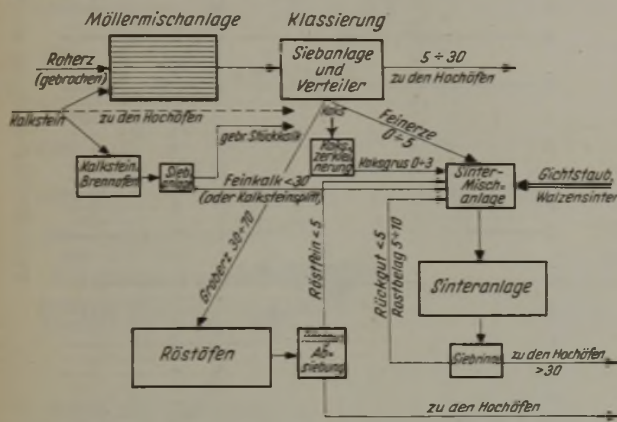 Möllermischanlage
Klassierung
Roherz
(gebrochen)
Siebanlage
und
Verteiler
5 ÷ 30
zu den Hochöfen
Kalkstein
zu den Hochöfen
gebr. Stückkalk
Koks
Feinerze
0 ÷ 5
Kalkstein
Brennofen
Sieb
anlage
Koks
zerklei
nerung
Koksgrus 0÷3
Feinkalk <30
(oder Kalksteinsplitt)
Sinter-
Misch=
anlage
Gichtstaub,
Walzensinter
Groberz 30÷70
Röstfein <5
Rückgut <5
Rostbelag 5÷10
Sinteranlage
Röstöfen
Ab=
siebung
Siebrinne
zu den Hochöfen
>30
zu den Hochöfen